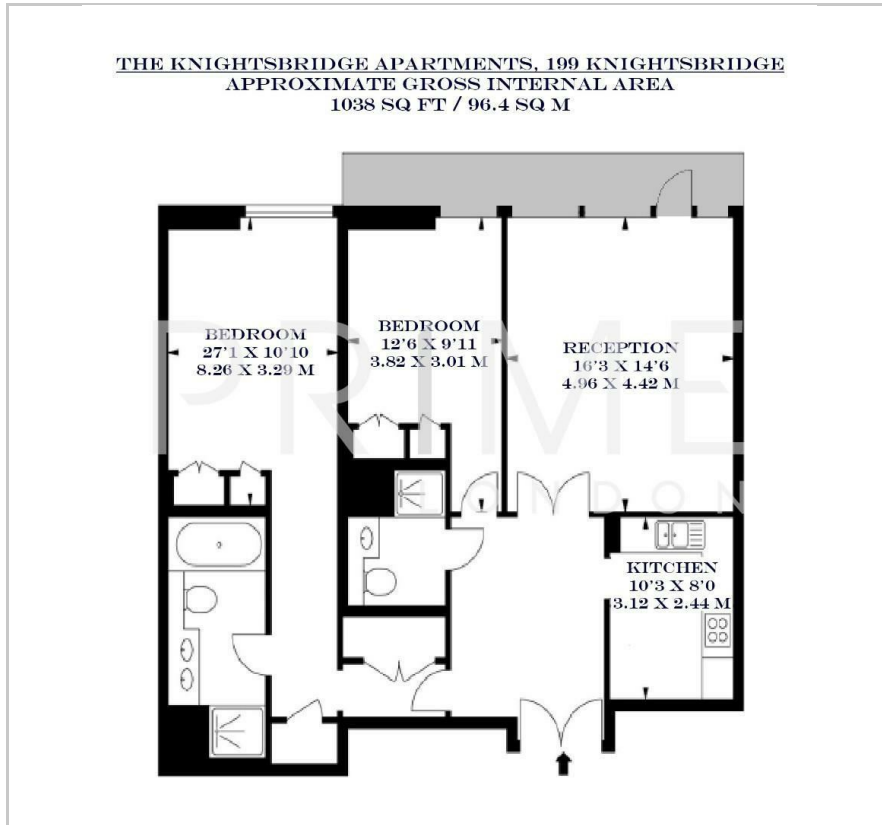 THE KNIGHTSBRIDGE APARTMENTS, 199 KNIGHTSBRIDGE
APPROXIMATE GROSS INTERNAL AREA
1038 SQ FT / 96.4 SQ M
BEDROOM
27'1 X 10'10
8.26 X 3.29 M
BEDROOM
12'6 X 9'11
3.82 X 3.01 M
RECEPTION
16'3 X 14'6
4.96 X 4.42 M
PRIME
LONDON
KITCHEN
10'3 X 8'0
3.12 X 2.44 M